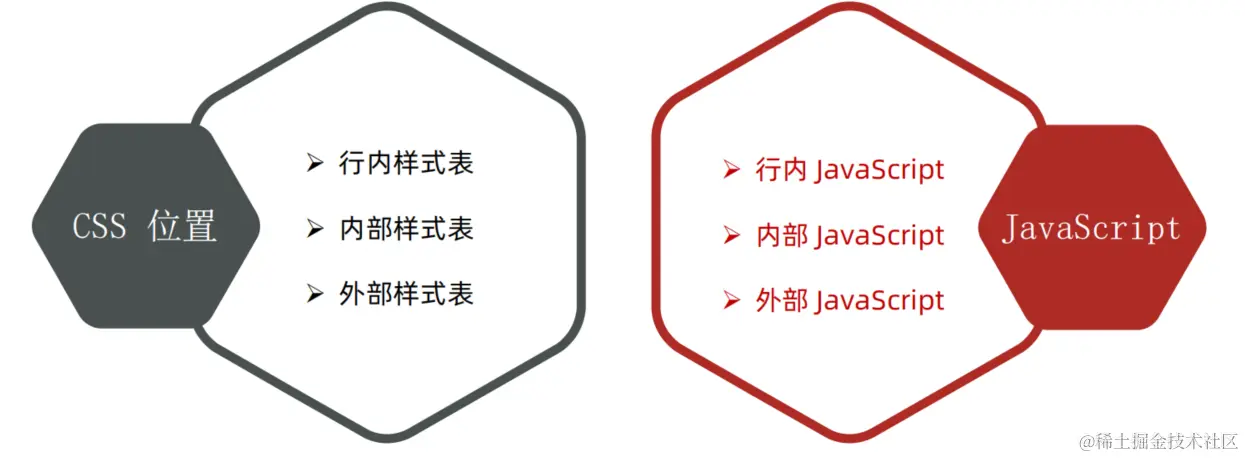 CSS 位置
行内样式表
内部样式表
外部样式表
行内 JavaScript
内部 JavaScript
外部 JavaScript
JavaScript
@稀土掘金技术社区